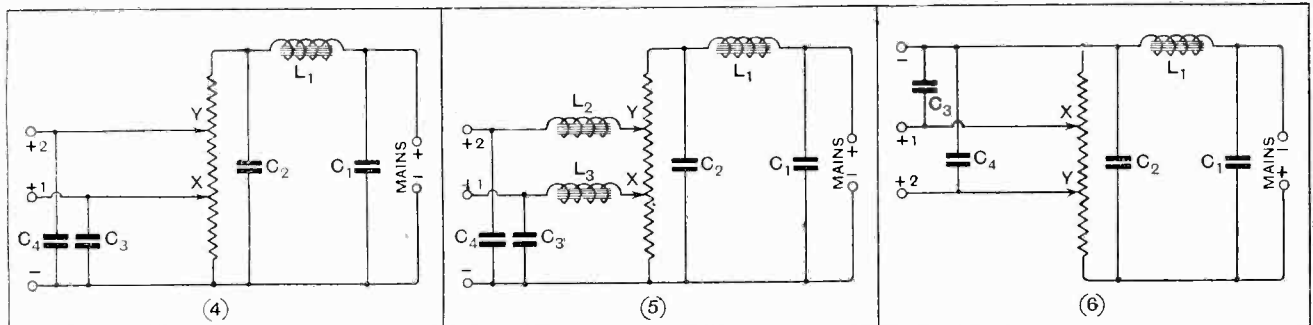 L₁
Y
+2
+1
X
C₂
C₁
MAINS
+
−
C₄
C₃
−
(4)
L₁
L₂
Y
+2
+1
L₃
X
C₂
C₁
MAINS
+
−
C₄
C₃
−
(5)
L₁
−
C₃
X
+1
C₄
C₂
C₁
MAINS
−
+
Y
+2
(6)